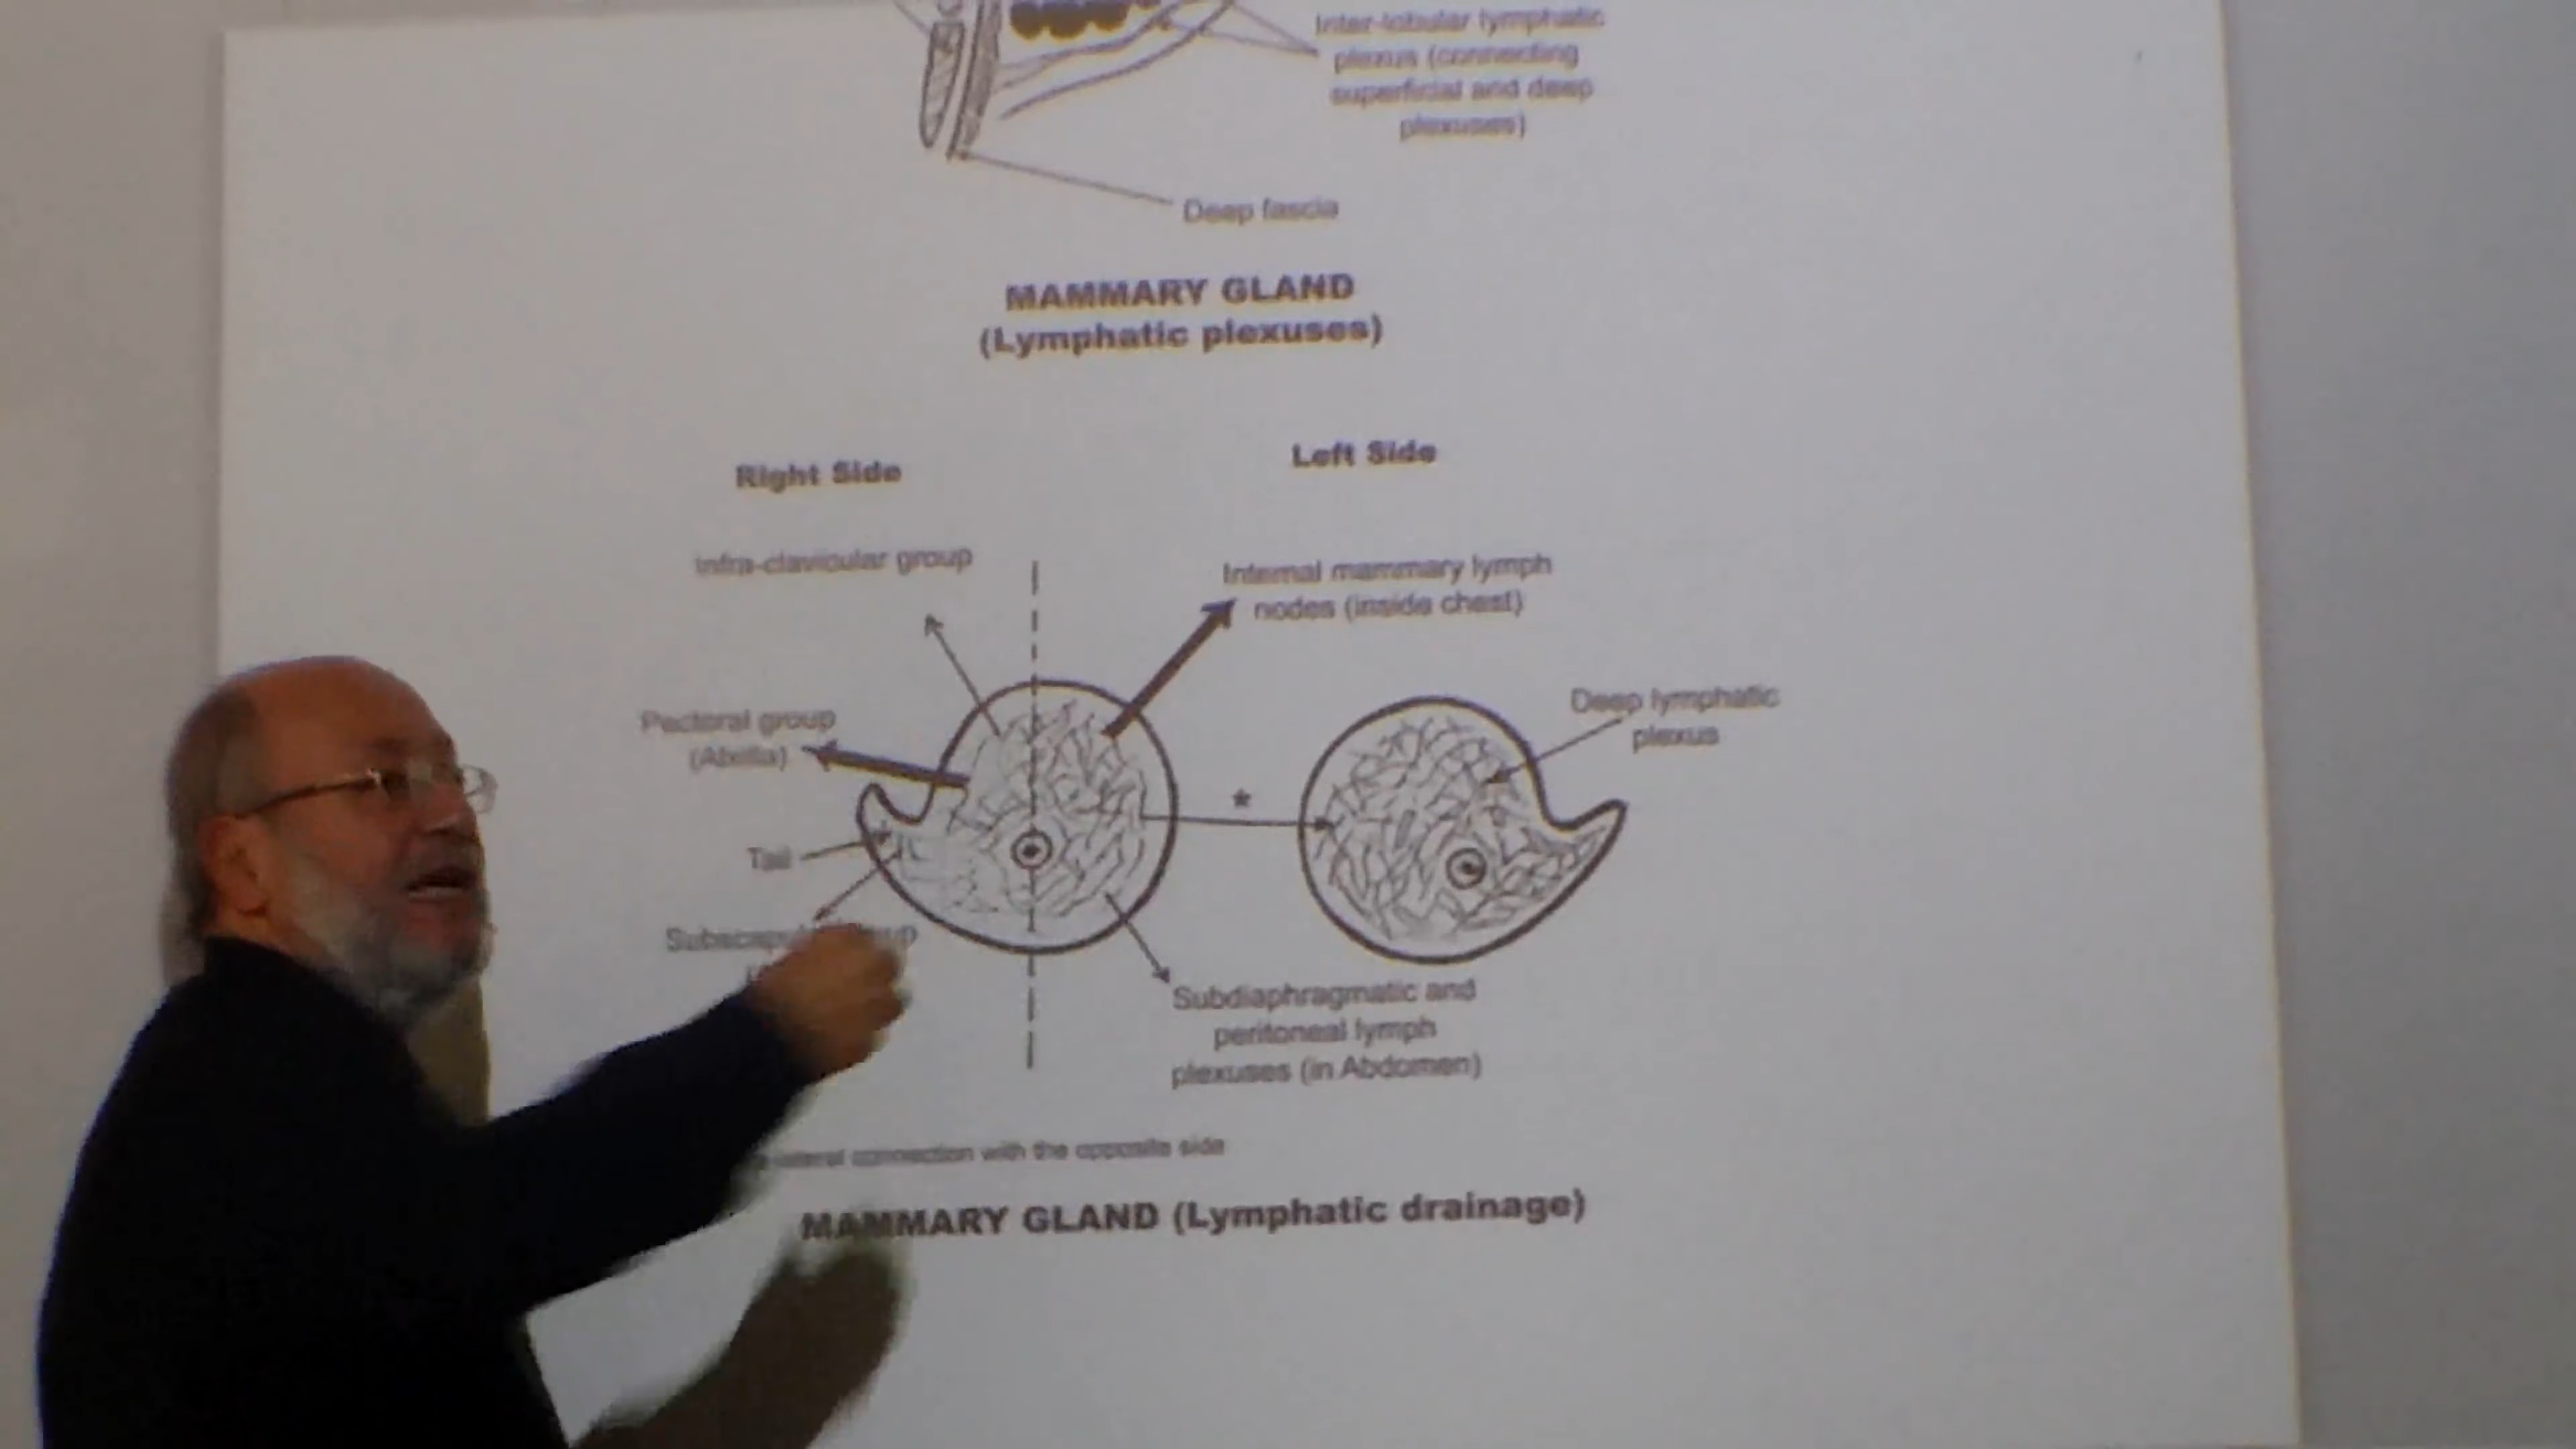 Inter-lobular lymphatic
plexus (connecting
superficial and deep
plexuses)
Deep fascia
MAMMARY GLAND
(Lymphatic plexuses)
Right Side
Left Side
Infra-clavicular group
Internal mammary lymph
nodes (inside chest)
Pectoral group
(Axilla)
Deep lymphatic
plexus
*
Tail
Subdiaphragmatic and
peritoneal lymph
plexuses (in Abdomen)
connection with the opposite side
MAMMARY GLAND (Lymphatic drainage)